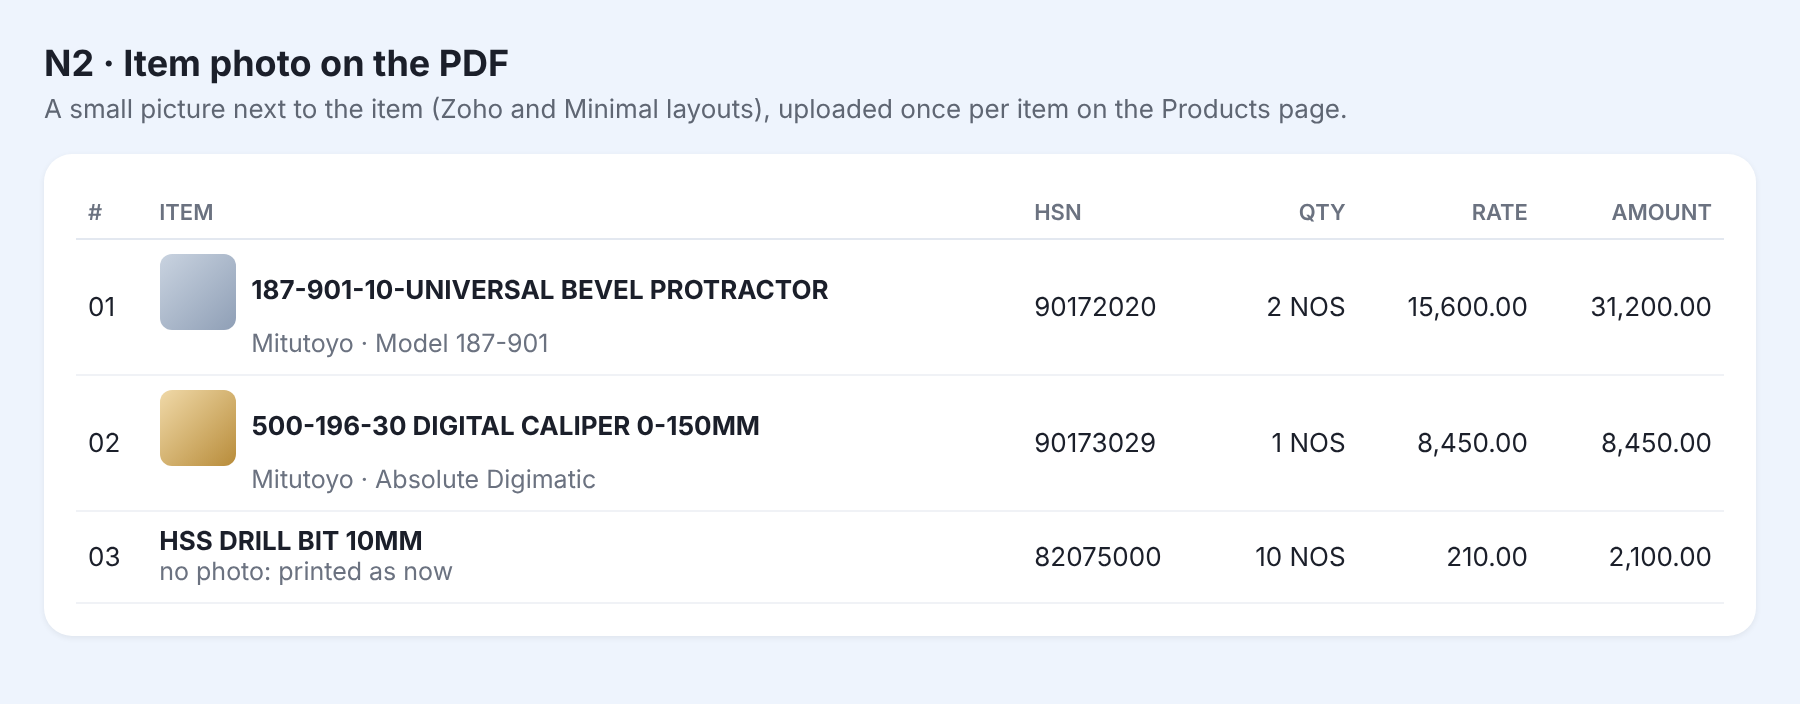 N2 · Item photo on the PDF
A small picture next to the item (Zoho and Minimal layouts), uploaded once per item on the Products page.
# ITEM HSN QTY RATE AMOUNT
01 187-901-10-UNIVERSAL BEVEL PROTRACTOR 90172020 2 NOS 15,600.00 31,200.00
Mitutoyo · Model 187-901
02 500-196-30 DIGITAL CALIPER 0-150MM 90173029 1 NOS 8,450.00 8,450.00
Mitutoyo · Absolute Digimatic
03 HSS DRILL BIT 10MM 82075000 10 NOS 210.00 2,100.00
no photo: printed as now